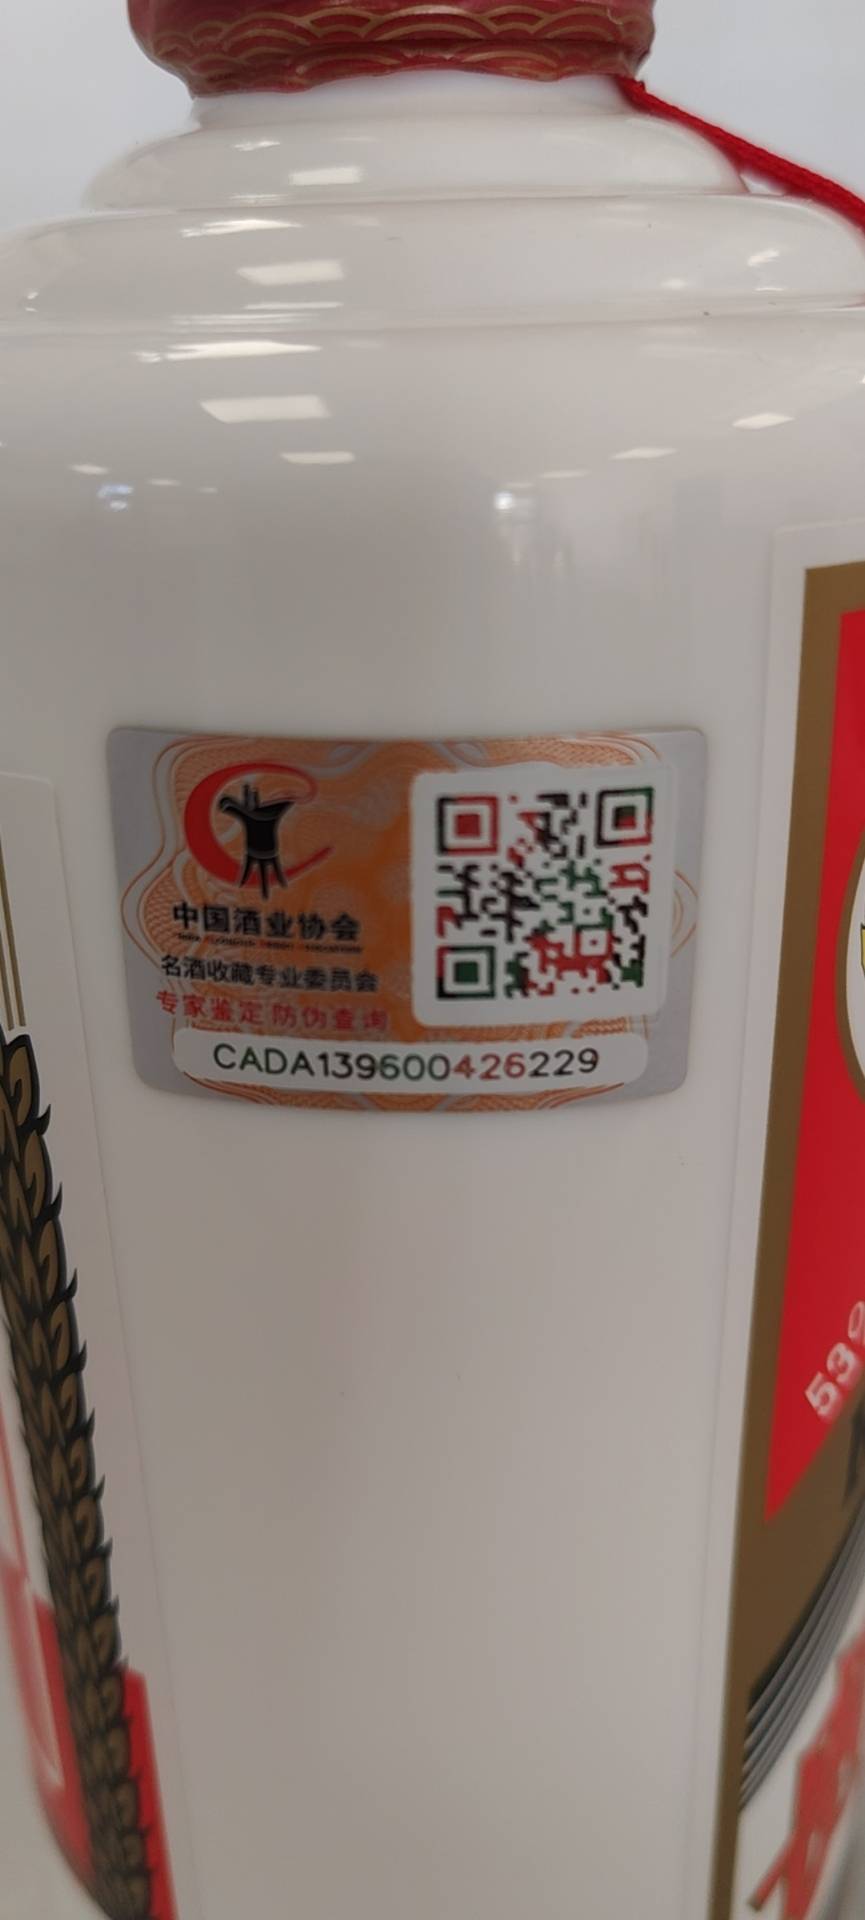 中国酒业协会
名酒收藏专业委员会
专家鉴定防伪查询
CADA139600426229
53%